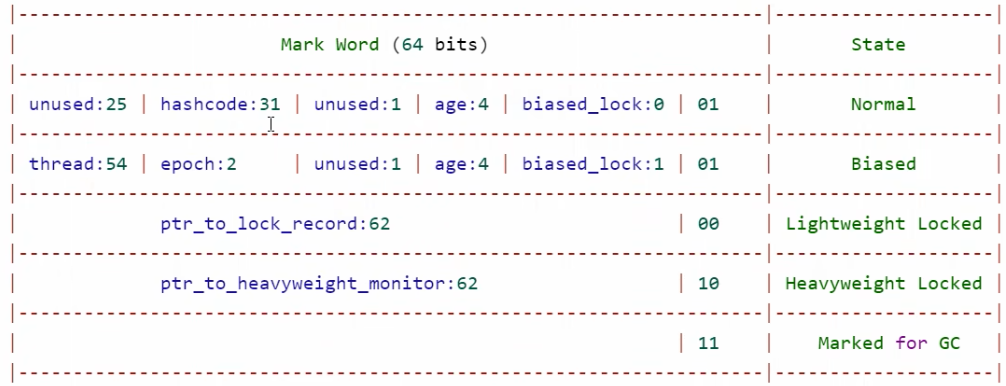 |--------------------------------------------------------------------|--------------------|
| Mark Word (64 bits) | State |
|--------------------------------------------------------------------|--------------------|
| unused:25 | hashcode:31 | unused:1 | age:4 | biased_lock:0 | 01 | Normal |
|--------------------------------------------------------------------|--------------------|
| thread:54 | epoch:2 | unused:1 | age:4 | biased_lock:1 | 01 | Biased |
|--------------------------------------------------------------------|--------------------|
| ptr_to_lock_record:62 | 00 | Lightweight Locked |
|--------------------------------------------------------------------|--------------------|
| ptr_to_heavyweight_monitor:62 | 10 | Heavyweight Locked |
|--------------------------------------------------------------------|--------------------|
| | 11 | Marked for GC |
|--------------------------------------------------------------------|--------------------|